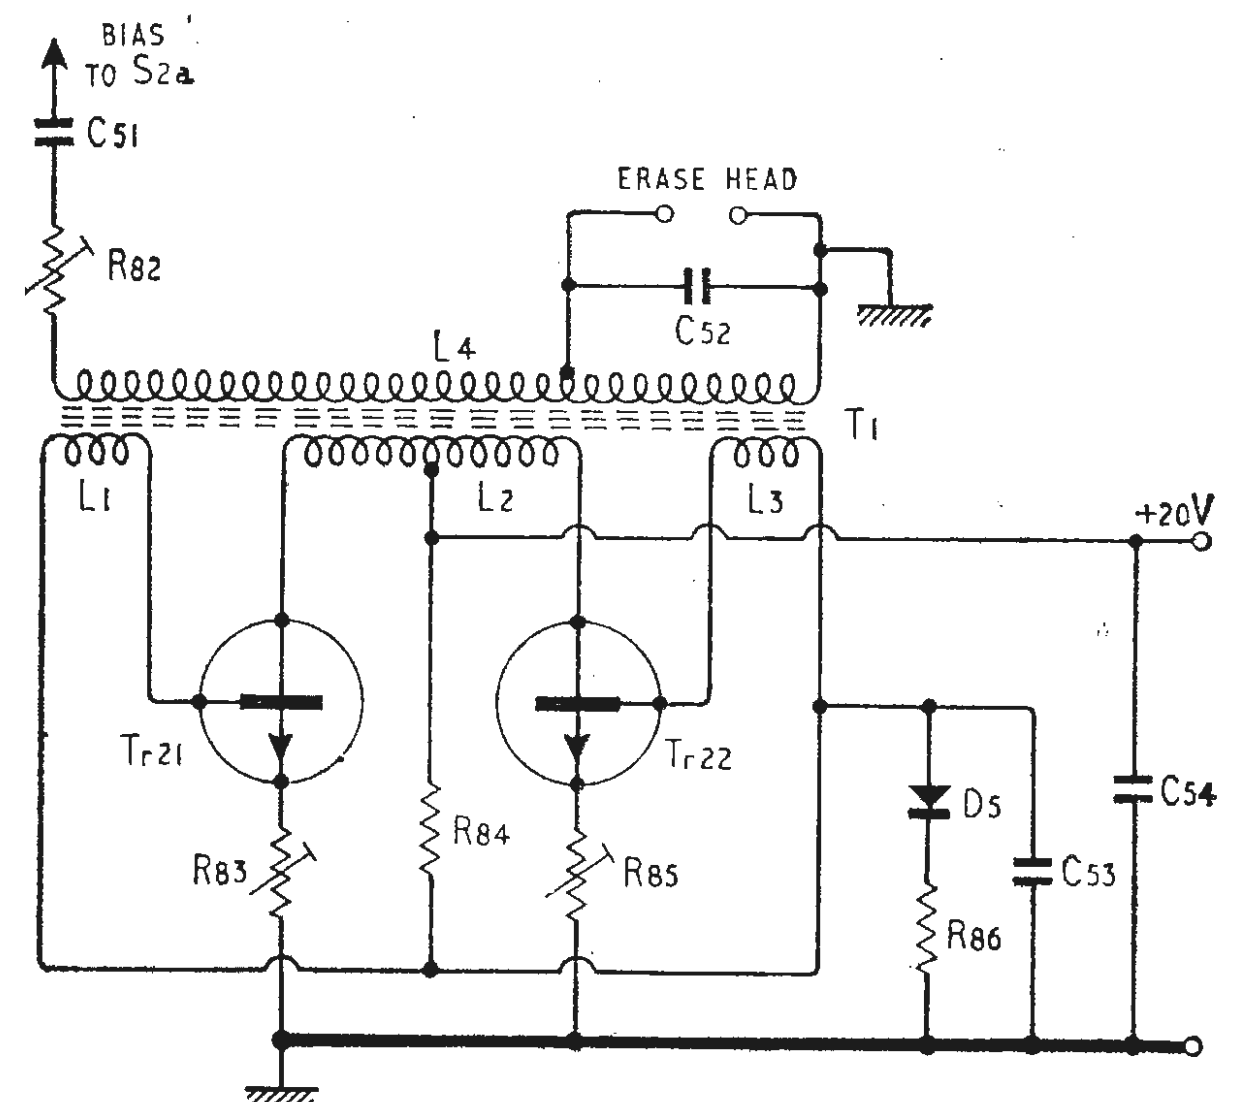 BIAS
TO S2a
C51
ERASE HEAD
R82
C52
L4
T1
L1
L2
L3
+20V
Tr21
Tr22
R84
D5
C54
R83
R85
C53
R86